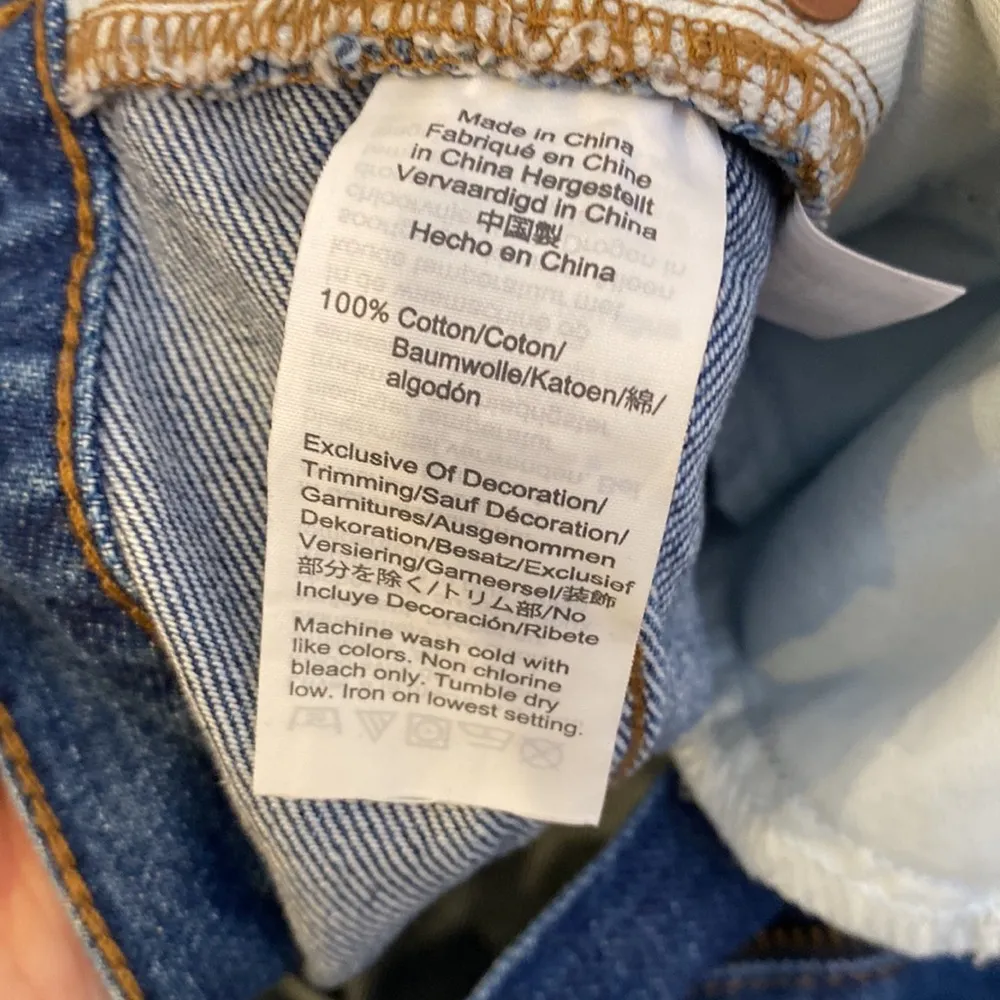 Made in China
Fabriqué en Chine
in China Hergestellt
Vervaardigd in China
中国製
Hecho en China
100% Cotton/Coton/
Baumwolle/Katoen/綿/
algodón
Exclusive Of Decoration/
Trimming/Sauf Décoration/
Garnitures/Ausgenommen
Dekoration/Besatz/Exclusief
Versiering/Garneersel/装飾
部分を除く/トリム部/No
Incluye Decoración/Ribete
Machine wash cold with
like colors. Non chlorine
bleach only. Tumble dry
low. Iron on lowest setting.